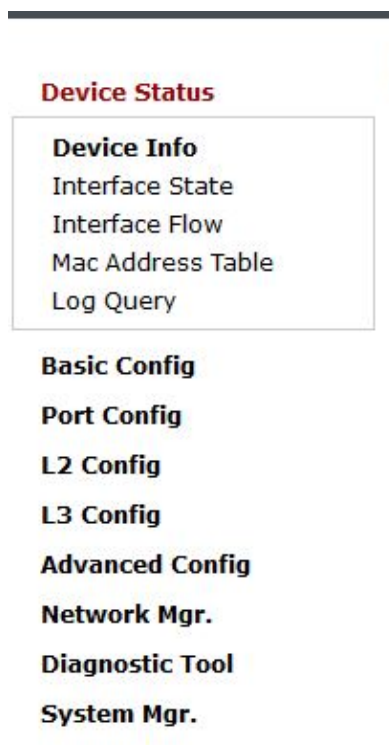 Device Status
Device Info
Interface State
Interface Flow
Mac Address Table
Log Query
Basic Config
Port Config
L2 Config
L3 Config
Advanced Config
Network Mgr.
Diagnostic Tool
System Mgr.